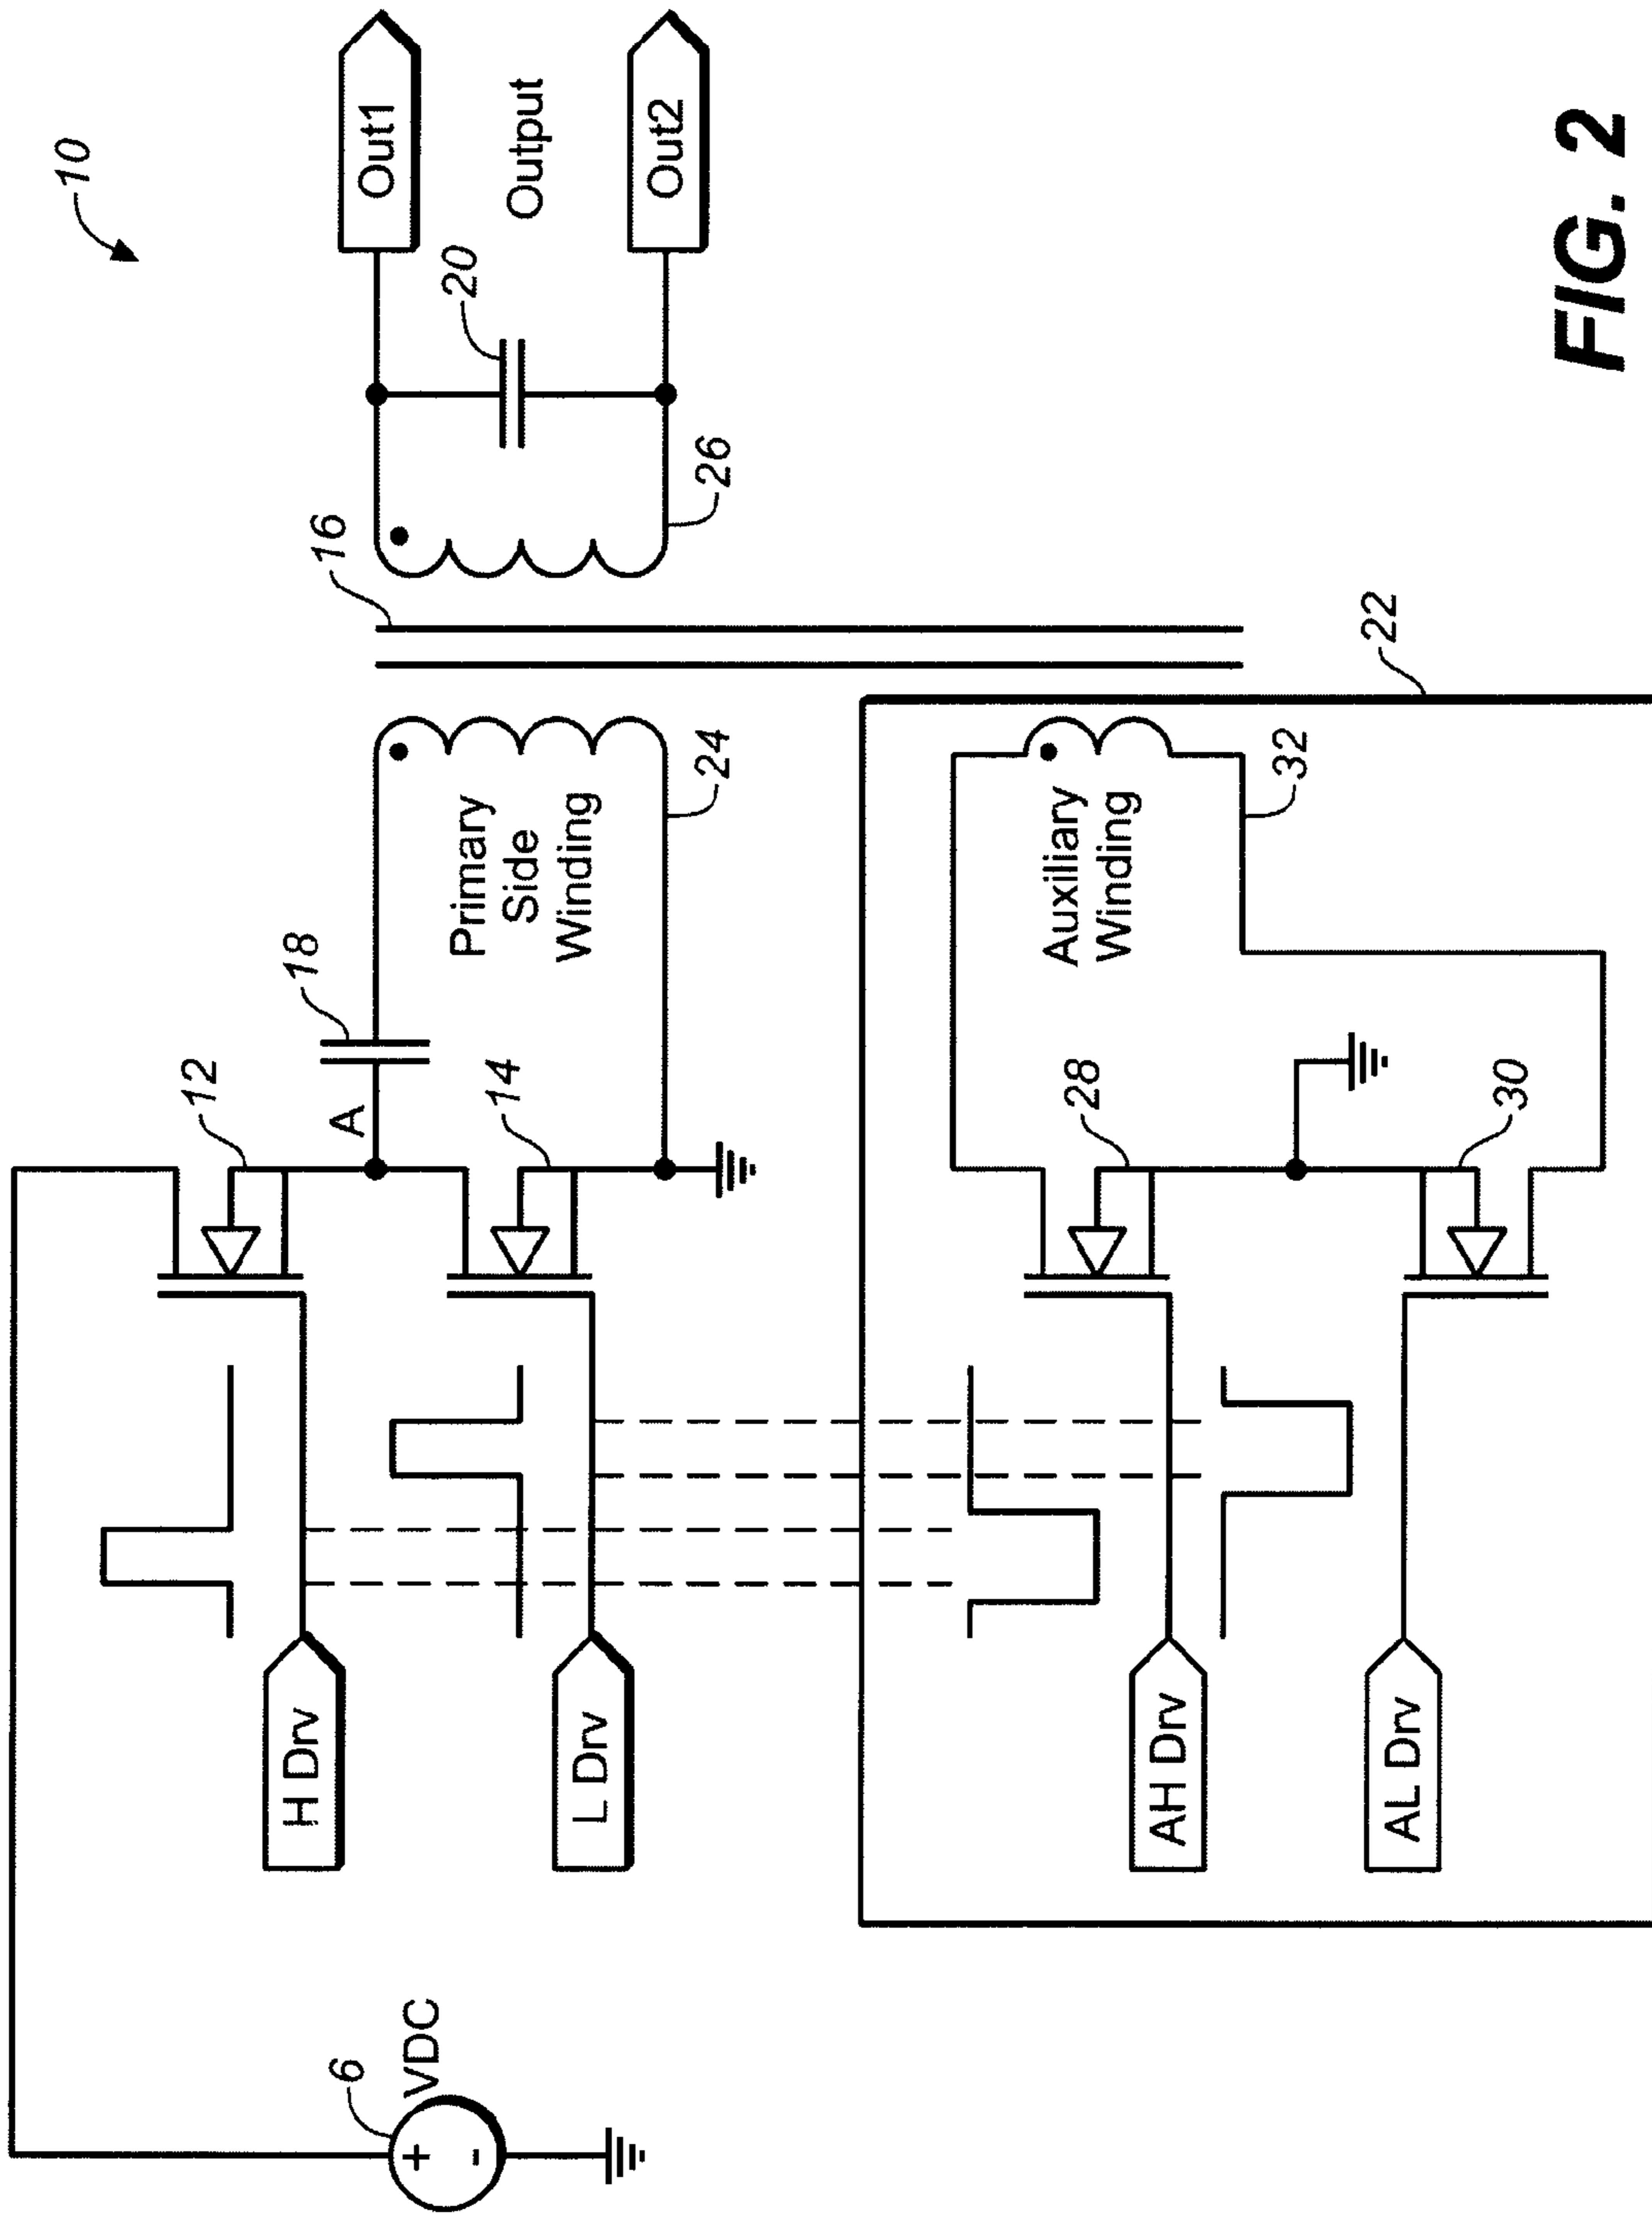 10
6
+
-
VDC
H Drv
L Drv
12
A
18
14
Primary
Side
Winding
24
16
26
20
Out1
Output
Out2
AH Drv
AL Drv
28
30
Auxiliary
Winding
32
22
FIG. 2